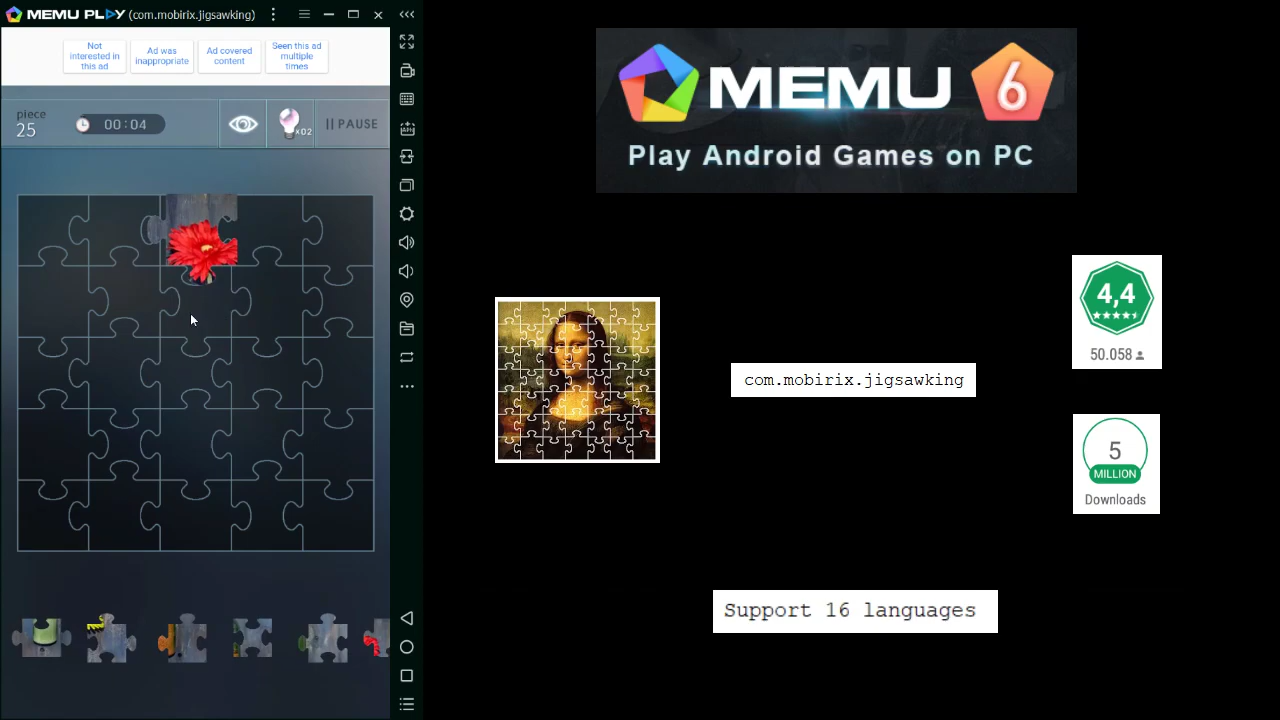 MEMU PLAY (com.mobirix.jigsawking)
Not
interested in
this ad
Ad was
inappropriate
Ad covered
content
Seen this ad
multiple
times
piece
25
00:04
x02
PAUSE
MEMU 6
Play Android Games on PC
4,4
50.058
com.mobirix.jigsawking
5
MILLION
Downloads
Support 16 languages